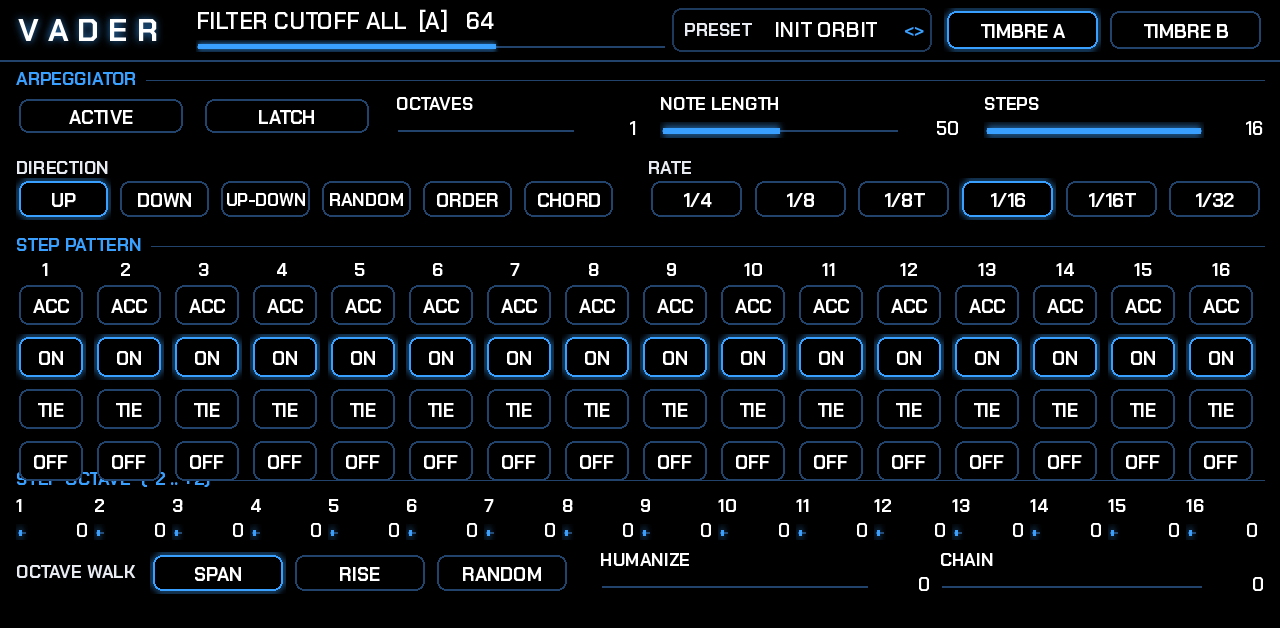 VADER FILTER CUTOFF ALL [A] 64 PRESET INIT ORBIT <> TIMBRE A TIMBRE B
ARPEGGIATOR
ACTIVE LATCH OCTAVES 1 NOTE LENGTH 50 STEPS 16
DIRECTION RATE
UP DOWN UP-DOWN RANDOM ORDER CHORD 1/4 1/8 1/8T 1/16 1/16T 1/32
STEP PATTERN
1 2 3 4 5 6 7 8 9 10 11 12 13 14 15 16
ACC ACC ACC ACC ACC ACC ACC ACC ACC ACC ACC ACC ACC ACC ACC ACC
ON ON ON ON ON ON ON ON ON ON ON ON ON ON ON ON
TIE TIE TIE TIE TIE TIE TIE TIE TIE TIE TIE TIE TIE TIE TIE TIE
OFF OFF OFF OFF OFF OFF OFF OFF OFF OFF OFF OFF OFF OFF OFF OFF
STEP OCTAVE
1 2 3 4 5 6 7 8 9 10 11 12 13 14 15 16
0 0 0 0 0 0 0 0 0 0 0 0 0 0 0 0
OCTAVE WALK SPAN RISE RANDOM HUMANIZE 0 CHAIN 0